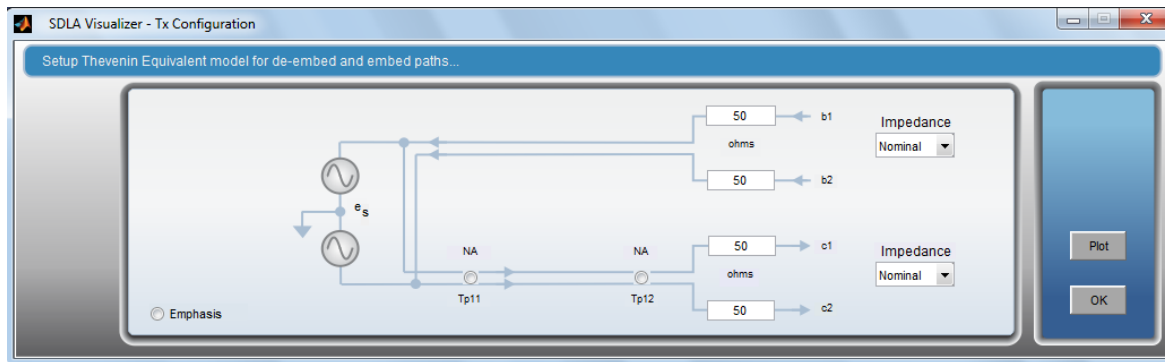 SDLA Visualizer - Tx Configuration
Setup Thevenin Equivalent model for de-embed and embed paths...
50 b1
Impedance
ohms
Nominal
50 b2
es
NA NA
50 c1
Impedance
ohms
Nominal
Tp11 Tp12
50 c2
Emphasis
Plot
OK